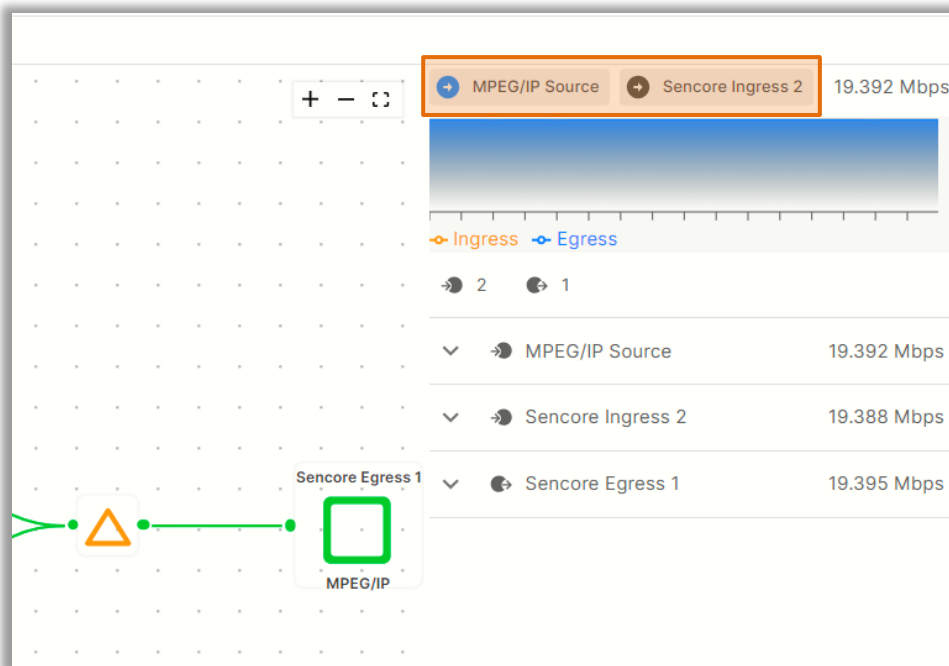 MPEG/IP Source Sencore Ingress 2 19.392 Mbps
Ingress Egress
2 1
MPEG/IP Source 19.392 Mbps
Sencore Ingress 2 19.388 Mbps
Sencore Egress 1 19.395 Mbps
Sencore Egress 1
MPEG/IP